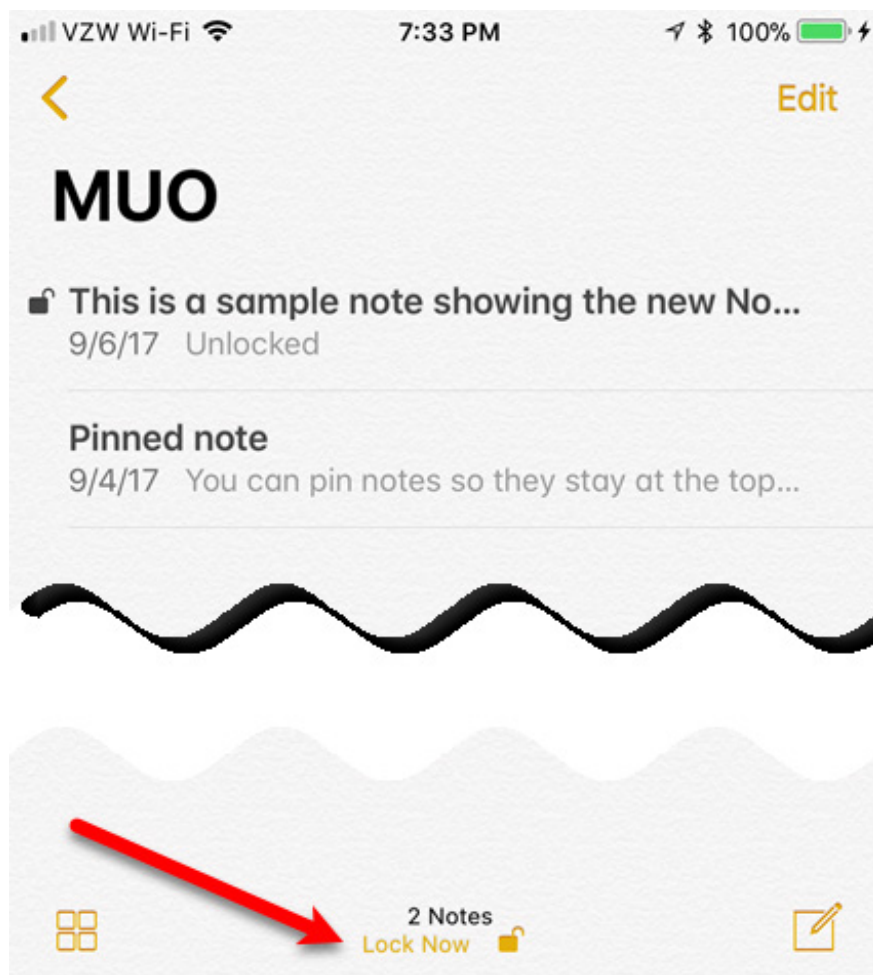 VZW Wi-Fi 7:33 PM 100%
Edit
MUO
This is a sample note showing the new No...
9/6/17 Unlocked
Pinned note
9/4/17 You can pin notes so they stay at the top...
2 Notes
Lock Now